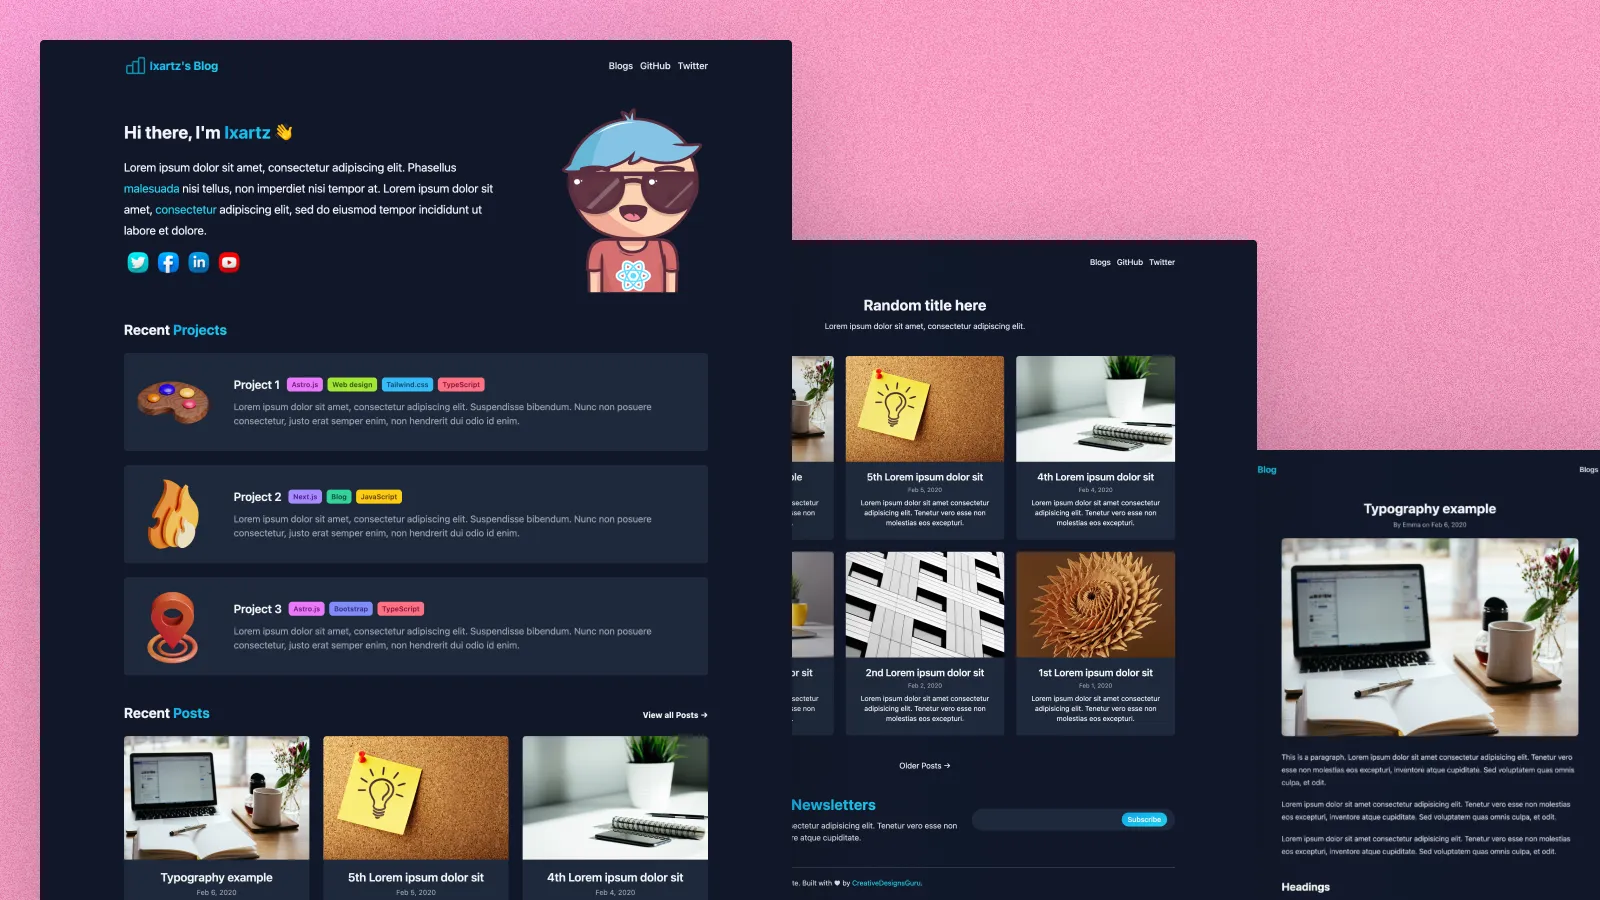 Ixartz's Blog
Blogs GitHub Twitter
Hi there, I'm Ixartz 👋
Lorem ipsum dolor sit amet, consectetur adipiscing elit. Phasellus
malesuada nisi tellus, non imperdiet nisi tempor at. Lorem ipsum dolor sit
amet, consectetur adipiscing elit, sed do eiusmod tempor incididunt ut
labore et dolore.
Recent Projects
Project 1 Astro.js Web design Tailwind.css TypeScript
Lorem ipsum dolor sit amet, consectetur adipiscing elit. Suspendisse bibendum. Nunc non posuere
consectetur, justo erat semper enim, non hendrerit dui odio id enim.
Project 2 Next.js Blog JavaScript
Lorem ipsum dolor sit amet, consectetur adipiscing elit. Suspendisse bibendum. Nunc non posuere
consectetur, justo erat semper enim, non hendrerit dui odio id enim.
Project 3 Astro.js Bootstrap TypeScript
Lorem ipsum dolor sit amet, consectetur adipiscing elit. Suspendisse bibendum. Nunc non posuere
consectetur, justo erat semper enim, non hendrerit dui odio id enim.
Recent Posts
View all Posts →
Typography example
Feb 6, 2020
5th Lorem ipsum dolor sit
Feb 5, 2020
4th Lorem ipsum dolor sit
Feb 4, 2020
Blogs GitHub Twitter
Random title here
Lorem ipsum dolor sit amet, consectetur adipiscing elit.
ple
sectetur
sse non
.
5th Lorem ipsum dolor sit
Feb 5, 2020
Lorem ipsum dolor sit amet consectetur
adipisicing elit. Tenetur vero esse non
molestias eos excepturi.
4th Lorem ipsum dolor sit
Feb 4, 2020
Lorem ipsum dolor sit amet consectetur
adipisicing elit. Tenetur vero esse non
molestias eos excepturi.
or sit
sectetur
sse non
.
2nd Lorem ipsum dolor sit
Feb 2, 2020
Lorem ipsum dolor sit amet consectetur
adipisicing elit. Tenetur vero esse non
molestias eos excepturi.
1st Lorem ipsum dolor sit
Feb 1, 2020
Lorem ipsum dolor sit amet consectetur
adipisicing elit. Tenetur vero esse non
molestias eos excepturi.
Older Posts →
Newsletters
sectetur adipisicing elit. Tenetur vero esse non
re atque cupiditate.
Subscribe
te. Built with ♥ by CreativeDesignsGuru.
Blog
Blogs
Typography example
By Emma on Feb 6, 2020
This is a paragraph. Lorem ipsum dolor sit amet consectetur adipisicing elit. Tenetur vero
esse non molestias eos excepturi, inventore atque cupiditate. Sed voluptatem quas omnis
culpa, et odit.
Lorem ipsum dolor sit amet consectetur adipisicing elit. Tenetur vero esse non molestias
eos excepturi, inventore atque cupiditate. Sed voluptatem quas omnis culpa, et odit.
Lorem ipsum dolor sit amet consectetur adipisicing elit. Tenetur vero esse non molestias
eos excepturi, inventore atque cupiditate. Sed voluptatem quas omnis culpa, et odit.
Headings